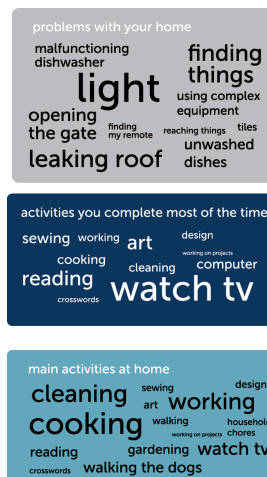 problems with your home
malfunctioning
dishwasher
finding
things
light
using complex
equipment
opening
the gate
finding
my remote
reaching things
tiles
unwashed
dishes
leaking roof
activities you complete most of the time
sewing
working
art
design
working on projects
cooking
cleaning
computer
reading
watch tv
crosswords
main activities at home
cleaning
sewing
design
art
working
cooking
walking
household
chores
working on projects
reading
gardening
watch tv
crosswords
walking the dogs